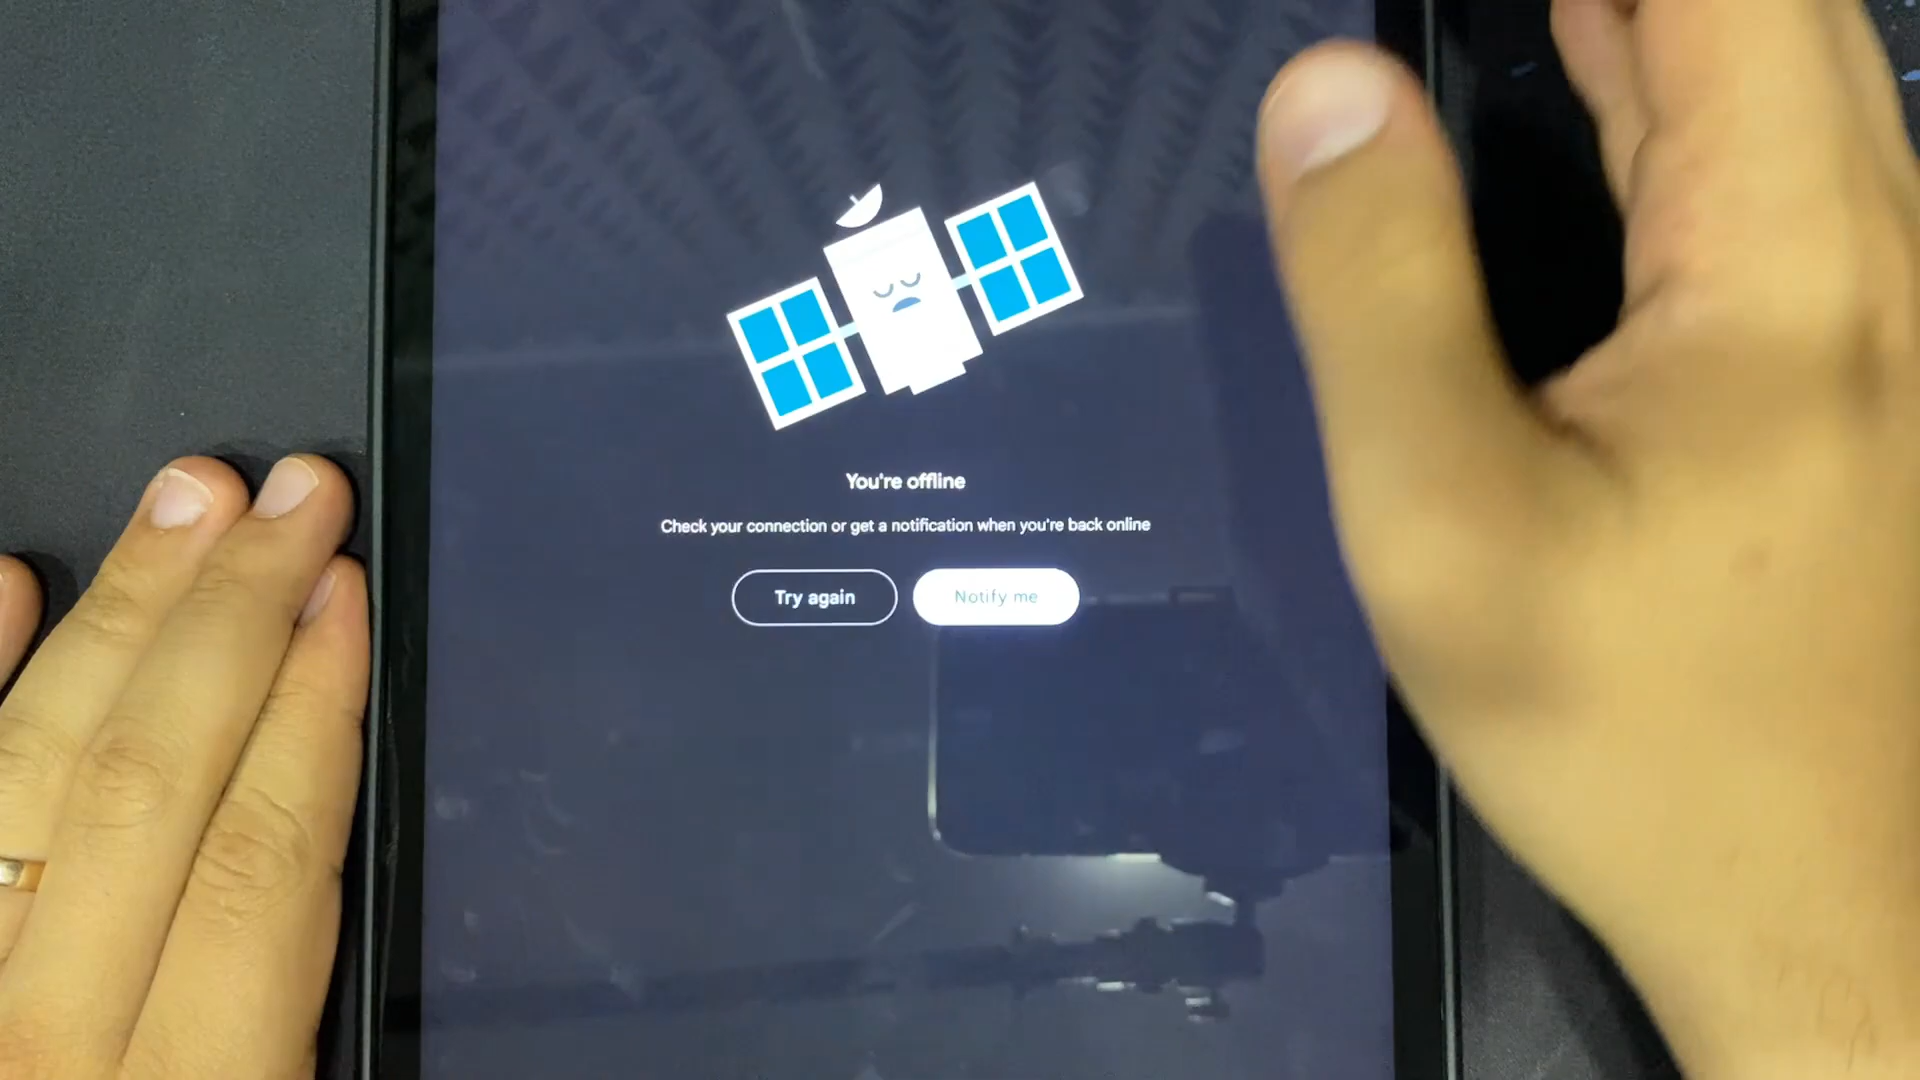 You're offline
Check your connection or get a notification when you're back online
Try again
Notify me